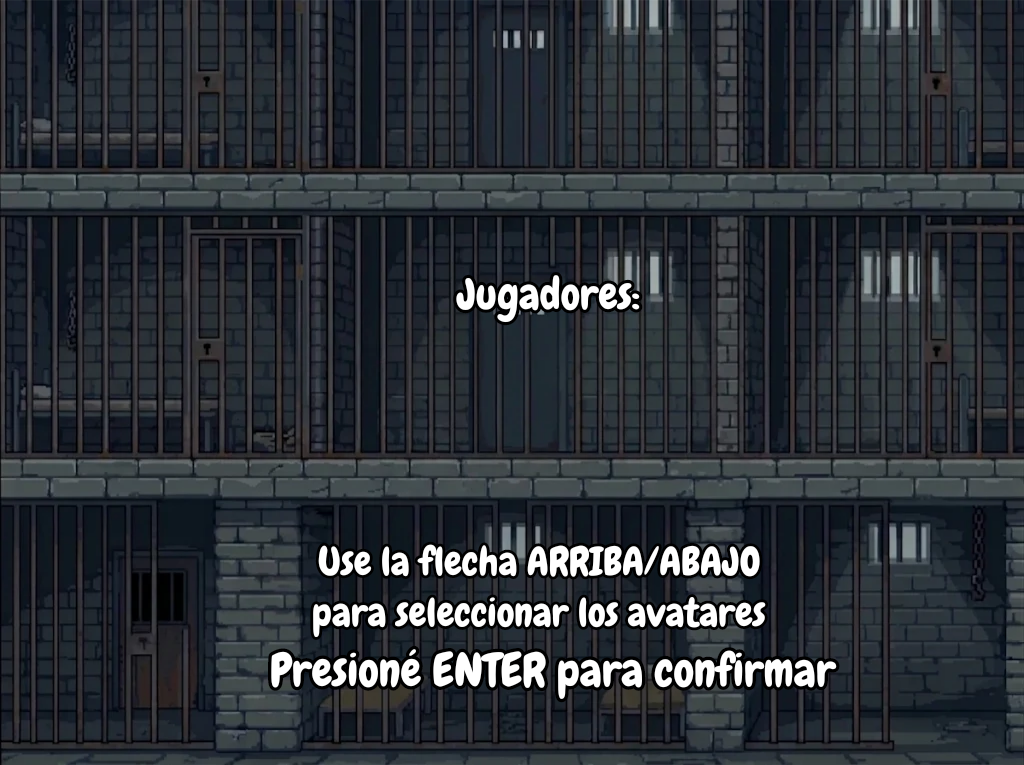 Jugadores:
Use la flecha ARRIBA/ABAJO
para seleccionar los avatares
Presioné ENTER para confirmar